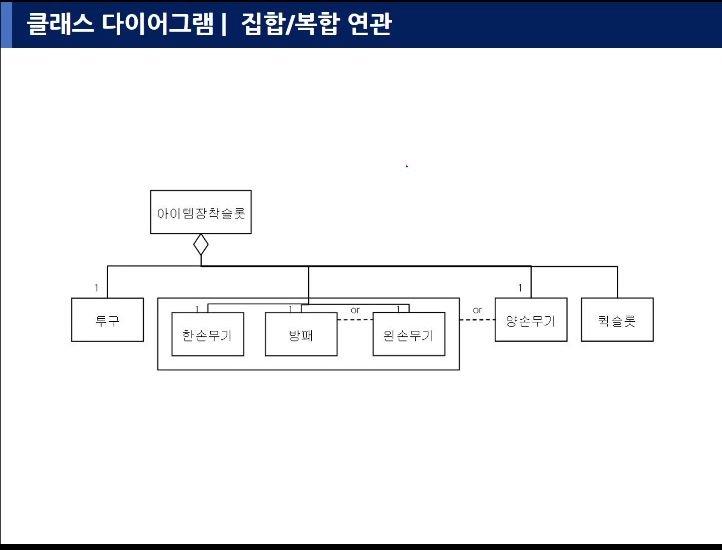 클래스 다이어그램 | 집합/복합 연관
아이템장착슬롯
1
투구
1
한손무기
1
방패
or
1
왼손무기
or
1
양손무기
퀵슬롯